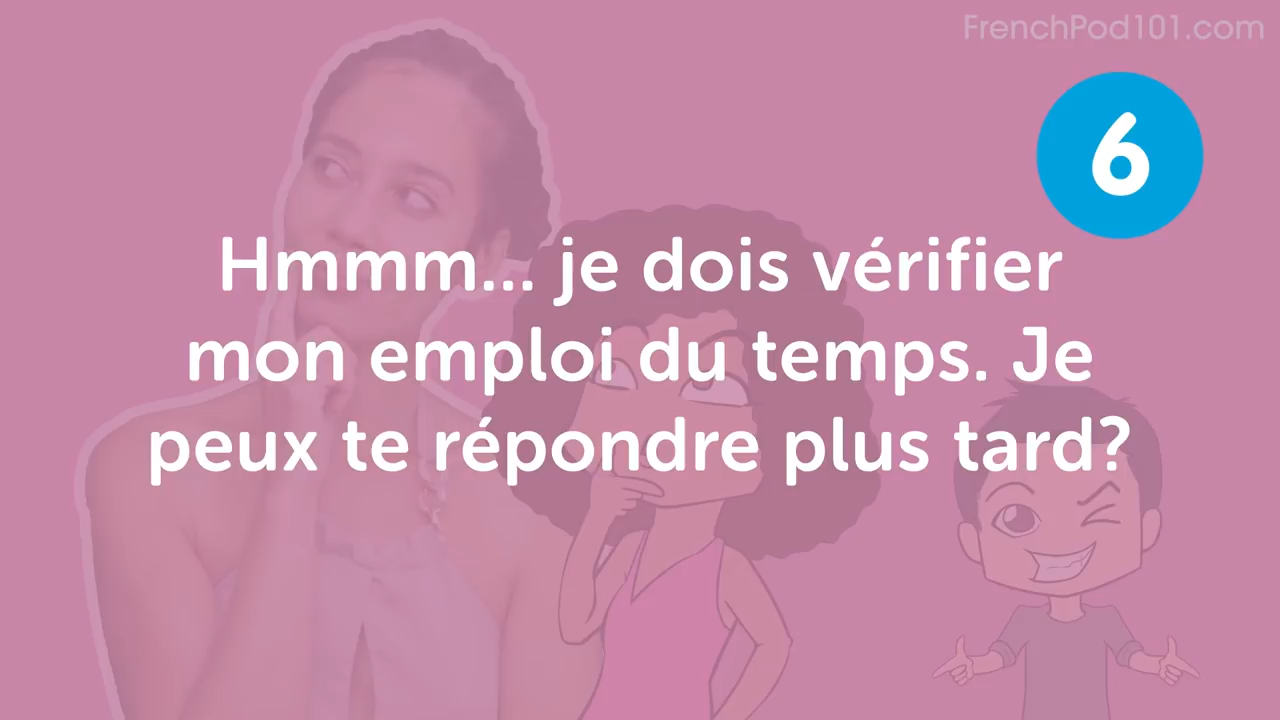 FrenchPod101.com
6
Hmmm... je dois vérifier
mon emploi du temps. Je
peux te répondre plus tard?